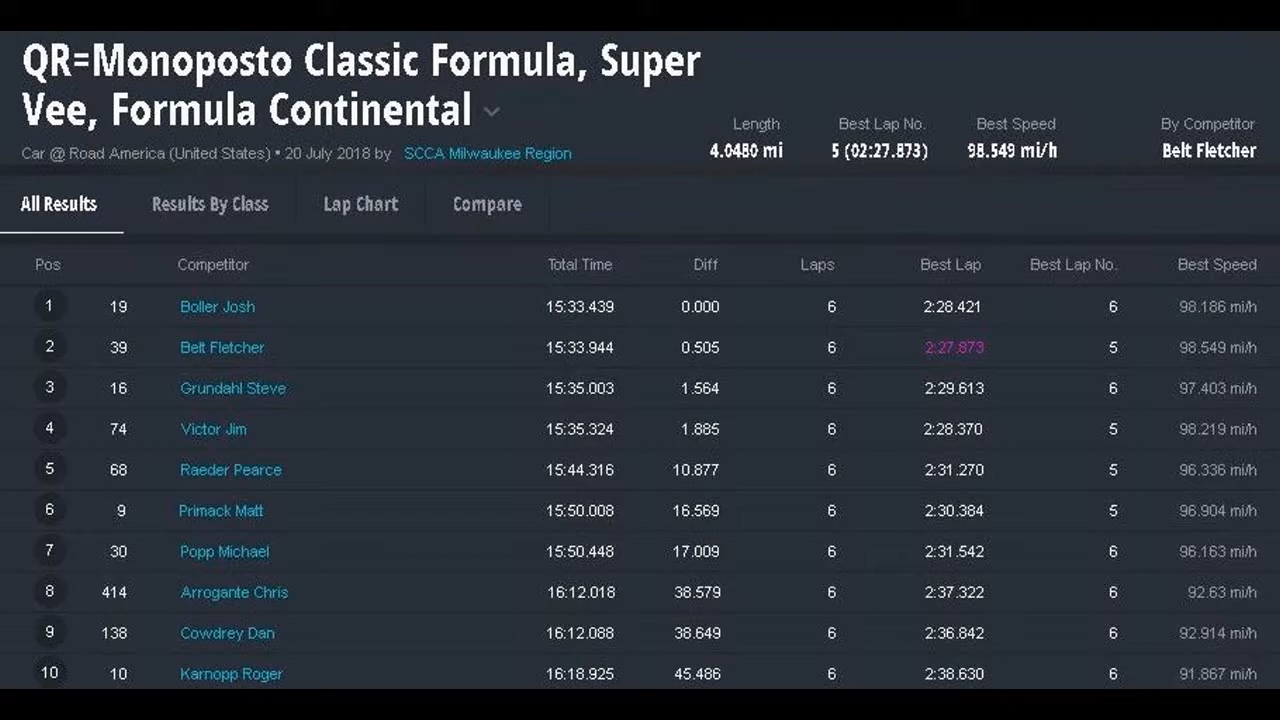 QR=Monoposto Classic Formula, Super
Vee, Formula Continental
Length Best Lap No. Best Speed By Competitor
4.0480 mi 5 (02:27.873) 98.549 mi/h Belt Fletcher
Car @ Road America (United States) • 20 July 2018 by SCCA Milwaukee Region
All Results Results By Class Lap Chart Compare
Pos Competitor Total Time Diff Laps Best Lap Best Lap No. Best Speed
1 19 Boller Josh 15:33.439 0.000 6 2:28.421 6 98.186 mi/h
2 39 Belt Fletcher 15:33.944 0.505 6 2:27.873 5 98.549 mi/h
3 16 Grundahl Steve 15:35.003 1.564 6 2:29.613 6 97.403 mi/h
4 74 Victor Jim 15:35.324 1.885 6 2:28.370 5 98.219 mi/h
5 68 Raeder Pearce 15:44.316 10.877 6 2:31.270 5 96.336 mi/h
6 9 Primack Matt 15:50.008 16.569 6 2:30.384 5 96.904 mi/h
7 30 Popp Michael 15:50.448 17.009 6 2:31.542 6 96.163 mi/h
8 414 Arrogante Chris 16:12.018 38.579 6 2:37.322 6 92.63 mi/h
9 138 Cowdrey Dan 16:12.088 38.649 6 2:36.842 6 92.914 mi/h
10 10 Karnopp Roger 16:18.925 45.486 6 2:38.630 6 91.867 mi/h